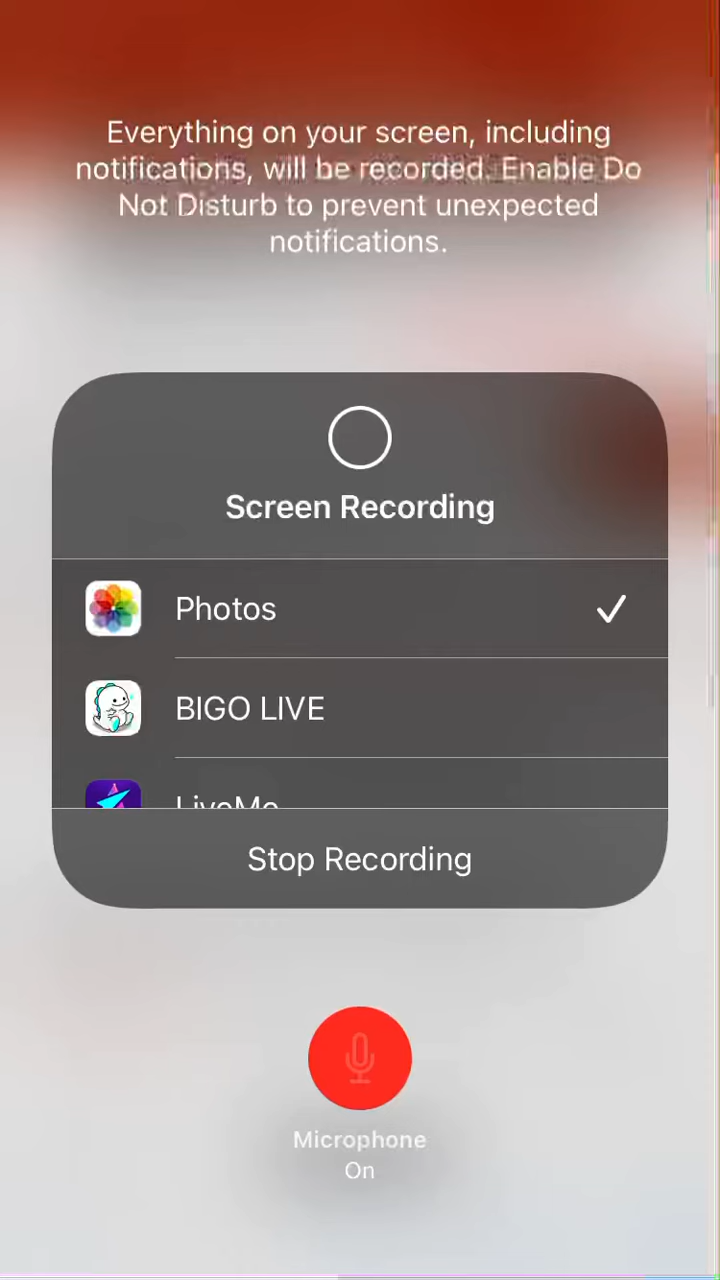 Everything on your screen, including
notifications, will be recorded. Enable Do
Not Disturb to prevent unexpected
notifications.
Screen Recording
Photos
BIGO LIVE
LiveMe
Stop Recording
Microphone
On